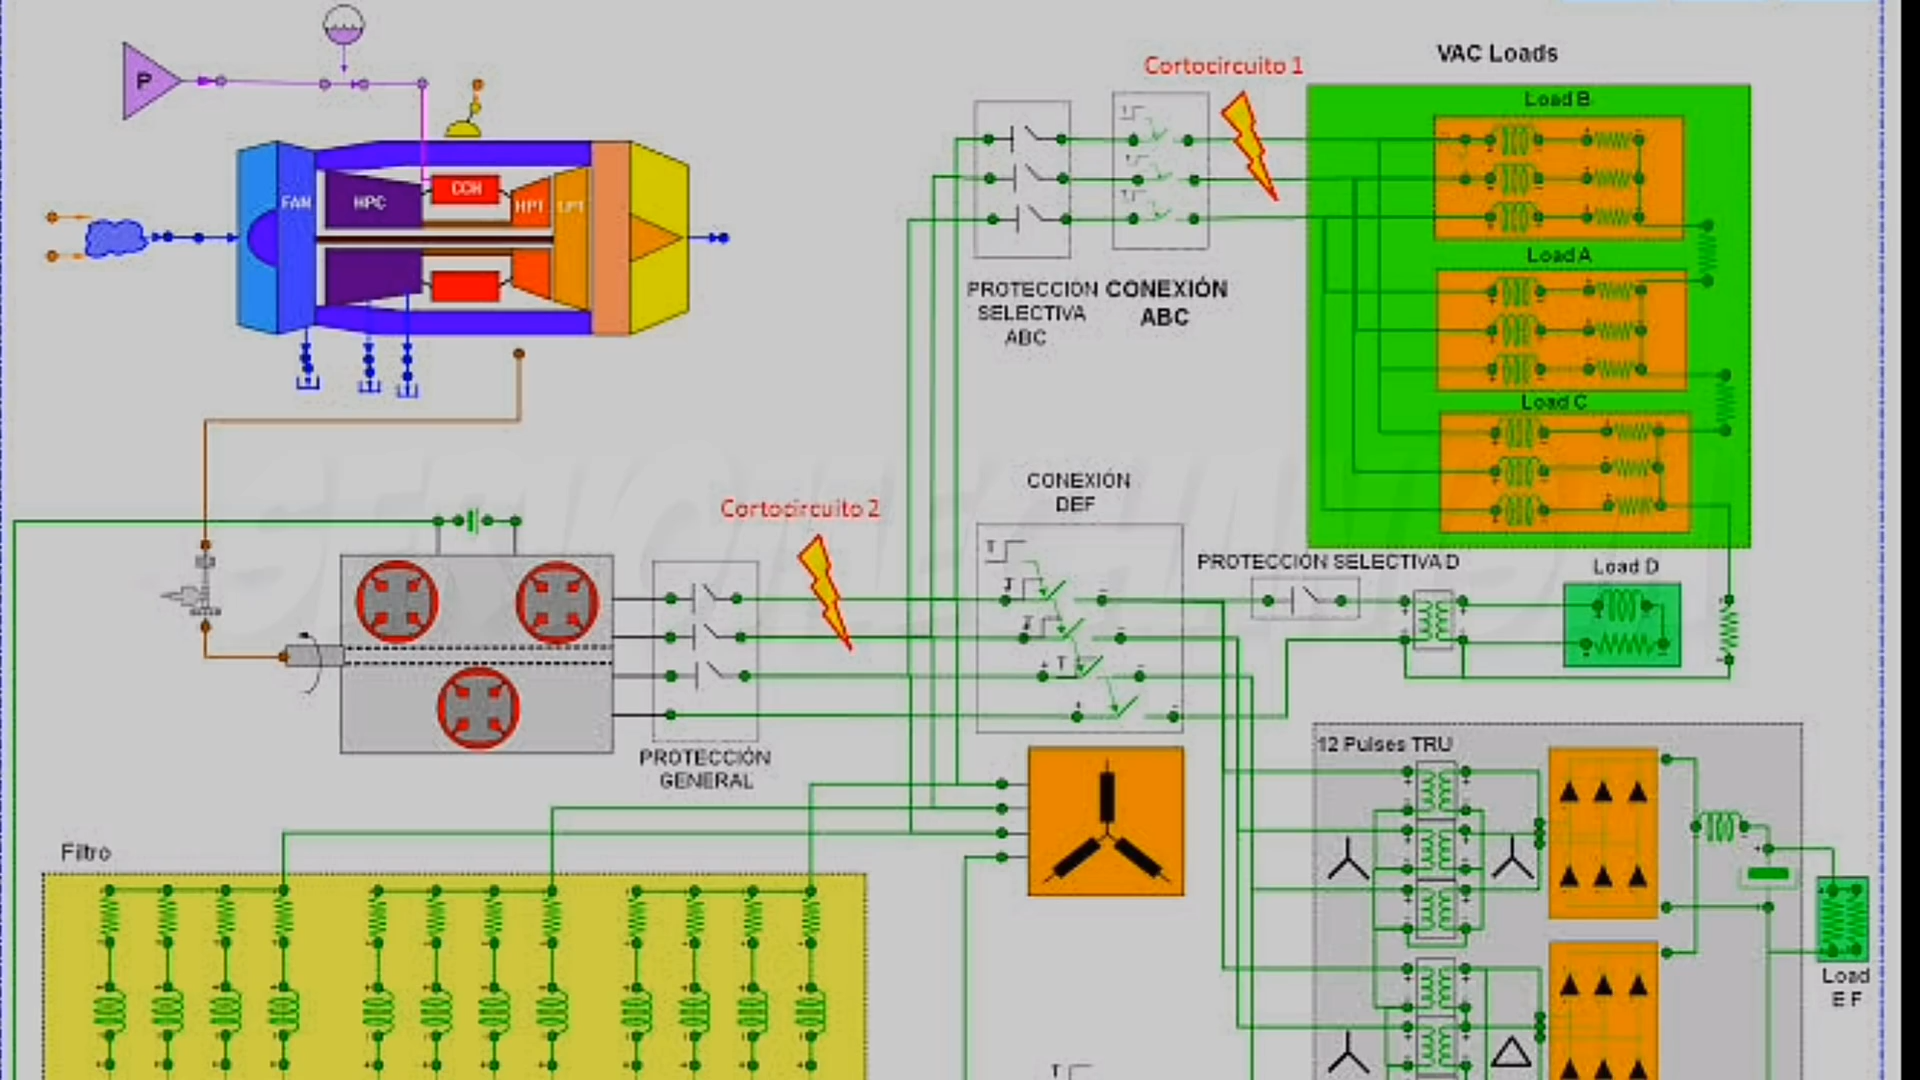 VAC Loads
Cortocircuito 1
P
Load B
FAN
HPC
CCH
HPT
LPT
Load A
PROTECCIÓN
SELECTIVA
ABC
CONEXIÓN
ABC
Load C
CONEXIÓN
DEF
Cortocircuito 2
PROTECCIÓN SELECTIVA D
Load D
PROTECCIÓN
GENERAL
12 Pulses TRU
Filtro
Load
E F